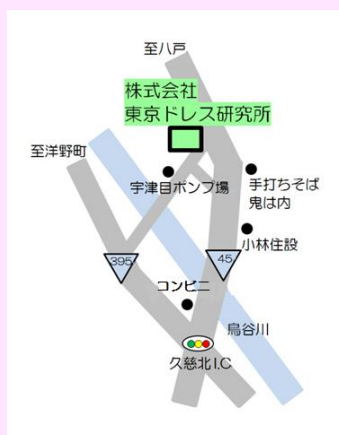 至八戸
株式会社
東京ドレス研究所
至洋野町
宇津目ポンプ場
手打ちそば
鬼は内
小林住設
395
45
コンビニ
鳥谷川
久慈北I.C